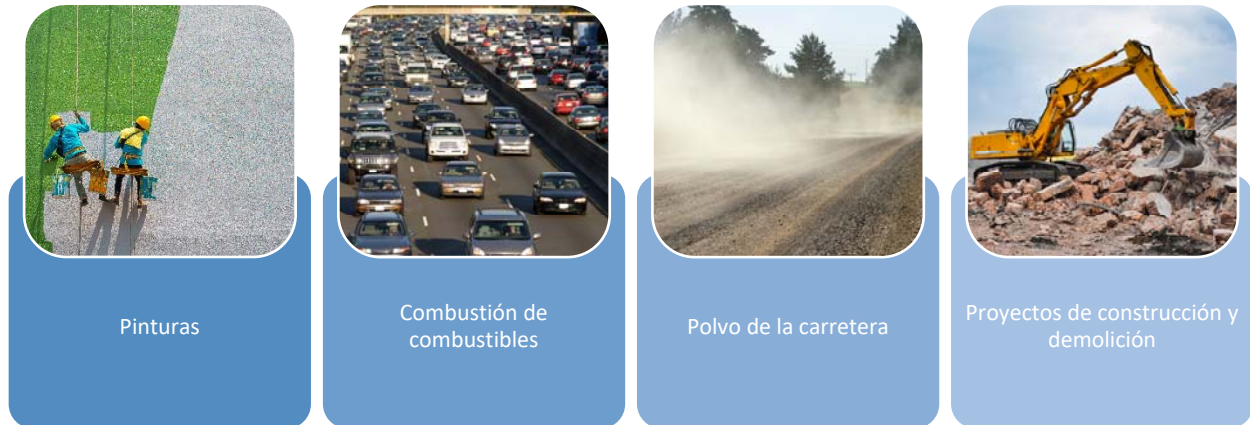 Pinturas
Combustión de
combustibles
Polvo de la carretera
Proyectos de construcción y
demolición